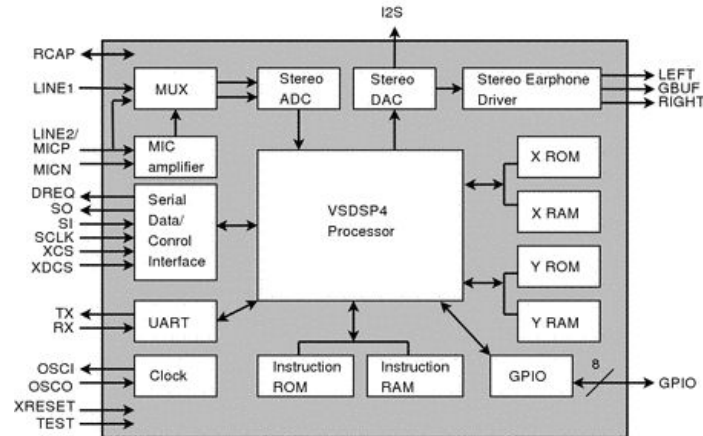 I2S
RCAP
LINE1
LINE2/
MICP
MICN
DREQ
SO
SI
SCLK
XCS
XDCS
TX
RX
OSCI
OSCO
XRESET
TEST
MUX
Stereo
ADC
Stereo
DAC
Stereo Earphone
Driver
LEFT
GBUF
RIGHT
MIC
amplifier
Serial
Data/
Conrol
Interface
VSDSP4
Processor
X ROM
X RAM
Y ROM
Y RAM
UART
Clock
Instruction
ROM
Instruction
RAM
GPIO
8
GPIO